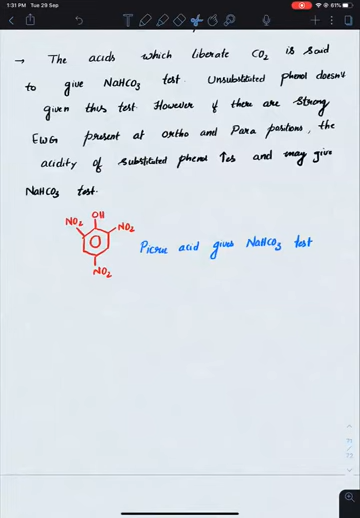 1:31 PM Tue 29 Sep
61%
→ The acids which liberate CO2 is said
to give NaHCO3 test. Unsubstituted phenol doesn't
given this test. However if there are strong
EWG present at ortho and Para positions, the
acidity of substituted phenol ↑es and may give
NaHCO3 test.
OH
NO2
NO2
NO2
Picric acid gives NaHCO3 test